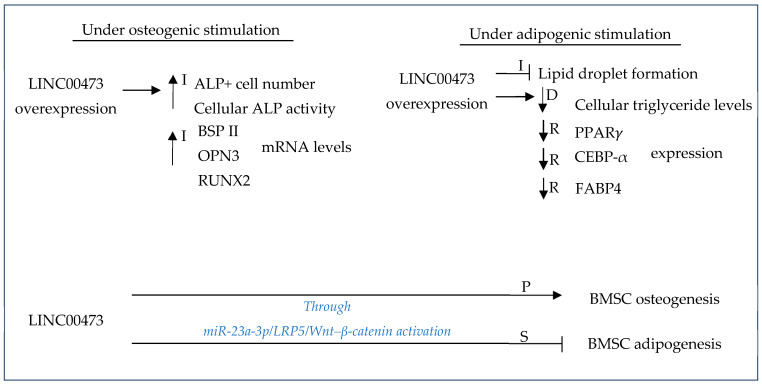 Under osteogenic stimulation
LINC00473
overexpression
I
ALP+ cell number
Cellular ALP activity
I
BSP II
OPN3
RUNX2
mRNA levels
Under adipogenic stimulation
LINC00473
overexpression
I
Lipid droplet formation
D
Cellular triglyceride levels
R
PPARγ
R
CEBP-α
expression
R
FABP4
LINC00473
P
BMSC osteogenesis
Through
miR-23a-3p/LRP5/Wnt–β-catenin activation
S
BMSC adipogenesis